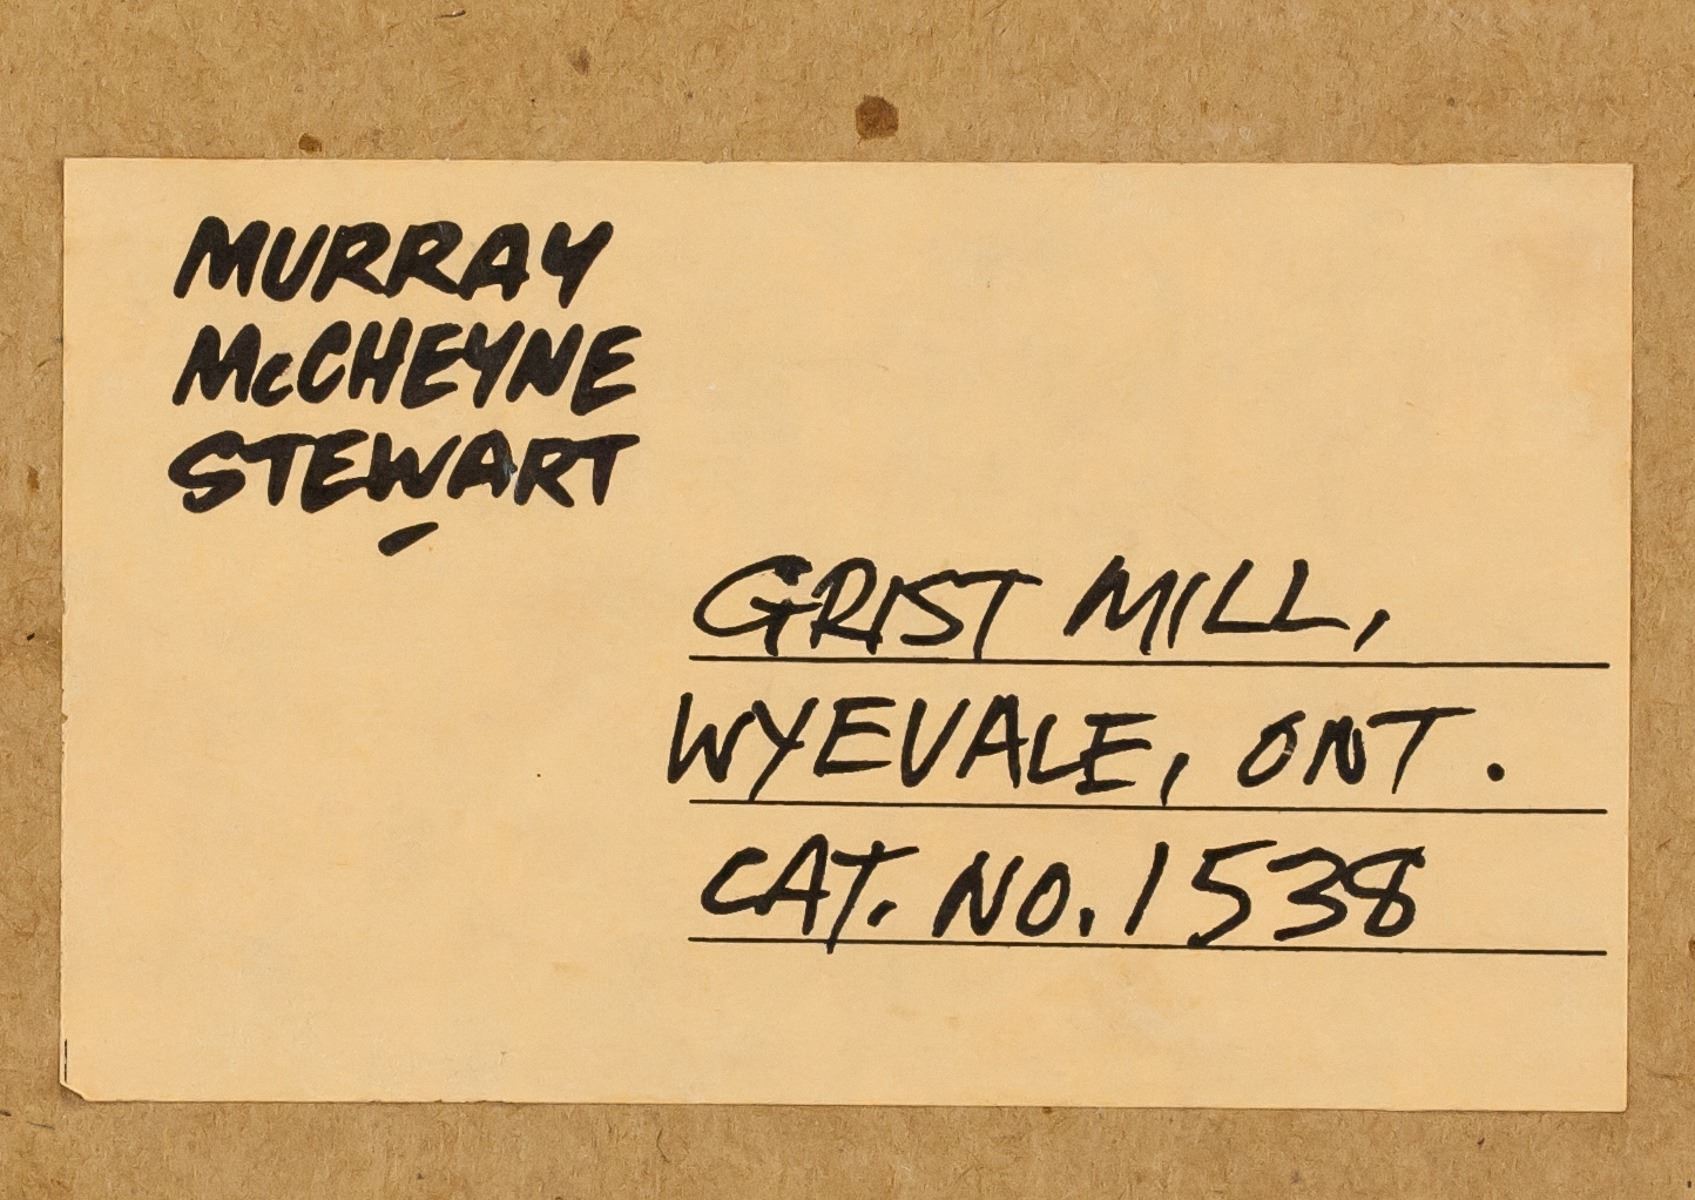 MURRAY
McCHEYNE
STEWART
GRIST MILL,
WYEVALE, ONT.
CAT. NO. 1538